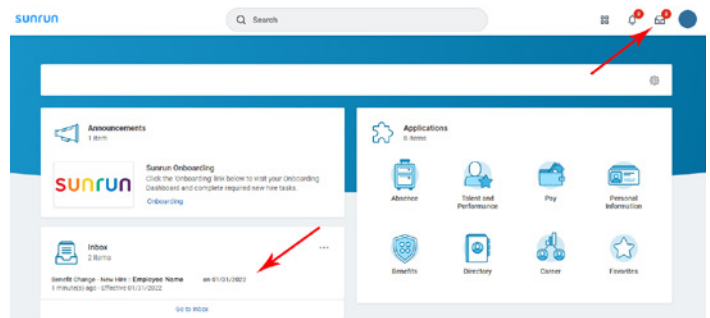 sunrun
Search
Announcements
1 item
sunrun
Sunrun Onboarding
Click the 'Onboarding' link below to visit your Onboarding
Dashboard and complete required new hire tasks.
Onboarding
Inbox
2 items
Benefit Change - New Hire : Employee Name on 01/01/2022
1 minute(s) ago - Effective 01/31/2022
Go to Inbox
Applications
8 items
Absence
Talent and
Performance
Pay
Personal
Information
Benefits
Directory
Career
Favorites